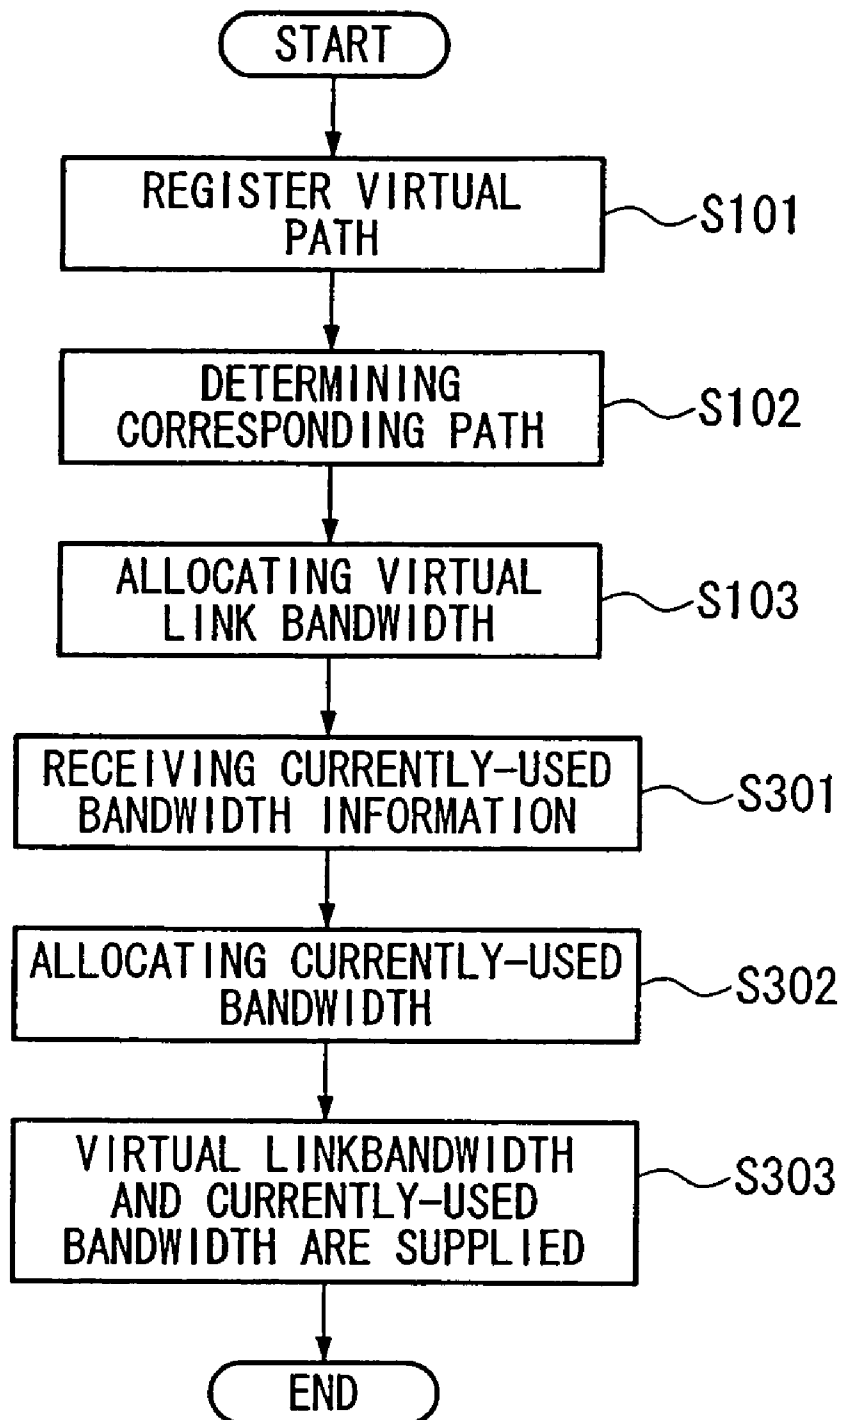 START
REGISTER VIRTUAL
PATH
S101
DETERMINING
CORRESPONDING PATH
S102
ALLOCATING VIRTUAL
LINK BANDWIDTH
S103
RECEIVING CURRENTLY-USED
BANDWIDTH INFORMATION
S301
ALLOCATING CURRENTLY-USED
BANDWIDTH
S302
VIRTUAL LINKBANDWIDTH
AND CURRENTLY-USED
BANDWIDTH ARE SUPPLIED
S303
END